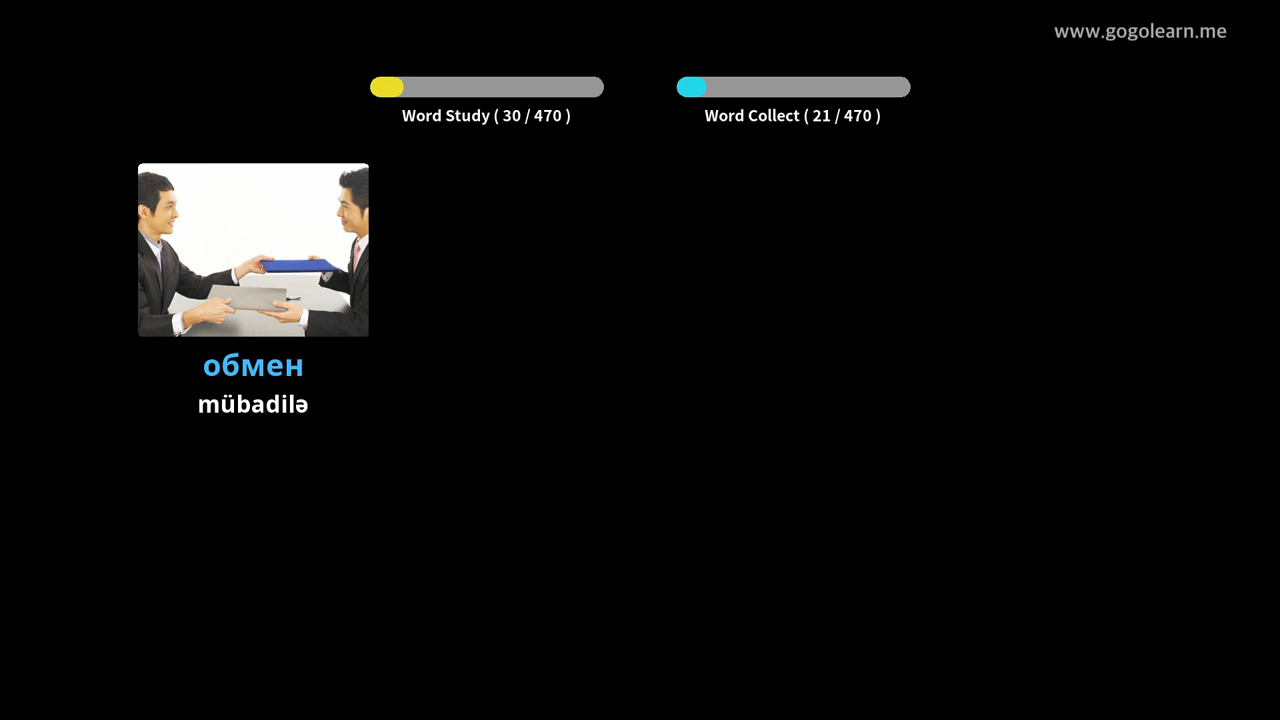 www.gogolearn.me
Word Study ( 30 / 470 )
Word Collect ( 21 / 470 )
обмен
mübadilə